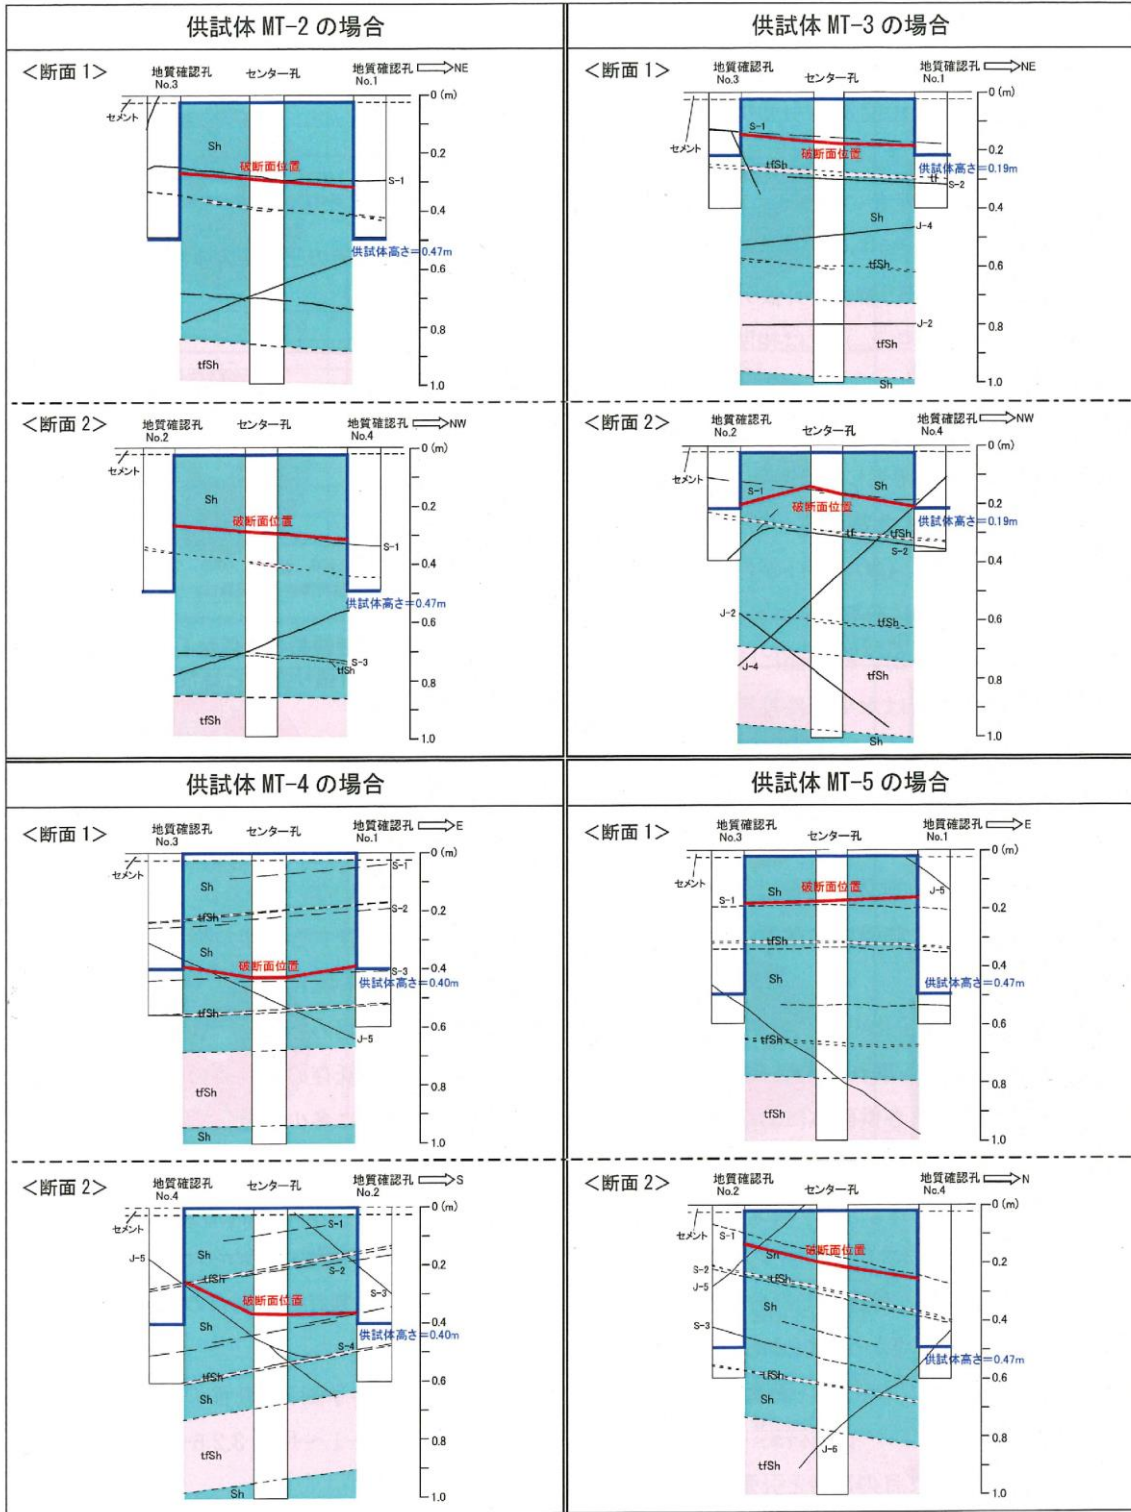 供試体 MT-2 の場合
<断面 1>
地質確認孔
No.3
センター孔
地質確認孔
No.1
NE
0 (m)
セメント
Sh
0.2
破断面位置
S-1
0.4
供試体高さ=0.47m
0.6
0.8
tfSh
1.0
<断面 2>
地質確認孔
No.2
センター孔
地質確認孔
No.4
NW
0 (m)
セメント
Sh
0.2
破断面位置
S-1
0.4
供試体高さ=0.47m
0.6
S-3
tfSh
0.8
tfSh
1.0
供試体 MT-3 の場合
<断面 1>
地質確認孔
No.3
センター孔
地質確認孔
No.1
NE
0 (m)
セメント
S-1
0.2
破断面位置
tfSh
供試体高さ=0.19m
tf
S-2
0.4
Sh
J-4
tfSh
0.6
0.8
J-2
tfSh
1.0
Sh
<断面 2>
地質確認孔
No.2
センター孔
地質確認孔
No.4
NW
0 (m)
セメント
S-1
Sh
0.2
破断面位置
供試体高さ=0.19m
tf
tfSh
S-2
0.4
J-2
0.6
tfSh
J-4
tfSh
0.8
Sh
1.0
供試体 MT-4 の場合
<断面 1>
地質確認孔
No.3
センター孔
地質確認孔
No.1
E
0 (m)
セメント
S-1
Sh
S-2
0.2
tfSh
Sh
破断面位置
S-3
0.4
供試体高さ=0.40m
tfSh
0.6
J-5
tfSh
0.8
Sh
1.0
<断面 2>
地質確認孔
No.4
センター孔
地質確認孔
No.2
S
0 (m)
セメント
S-1
J-5
Sh
S-2
0.2
tfSh
S-3
破断面位置
Sh
0.4
供試体高さ=0.40m
S-4
tfSh
0.6
Sh
tfSh
0.8
Sh
1.0
供試体 MT-5 の場合
<断面 1>
地質確認孔
No.3
センター孔
地質確認孔
No.1
E
0 (m)
セメント
Sh
破断面位置
J-5
S-1
0.2
tfSh
Sh
0.4
供試体高さ=0.47m
0.6
tfSh
0.8
tfSh
1.0
<断面 2>
地質確認孔
No.2
センター孔
地質確認孔
No.4
N
0 (m)
セメント
S-1
破断面位置
Sh
S-2
0.2
tfSh
J-5
Sh
S-3
0.4
供試体高さ=0.47m
tfSh
0.6
Sh
0.8
tfSh
J-6
1.0